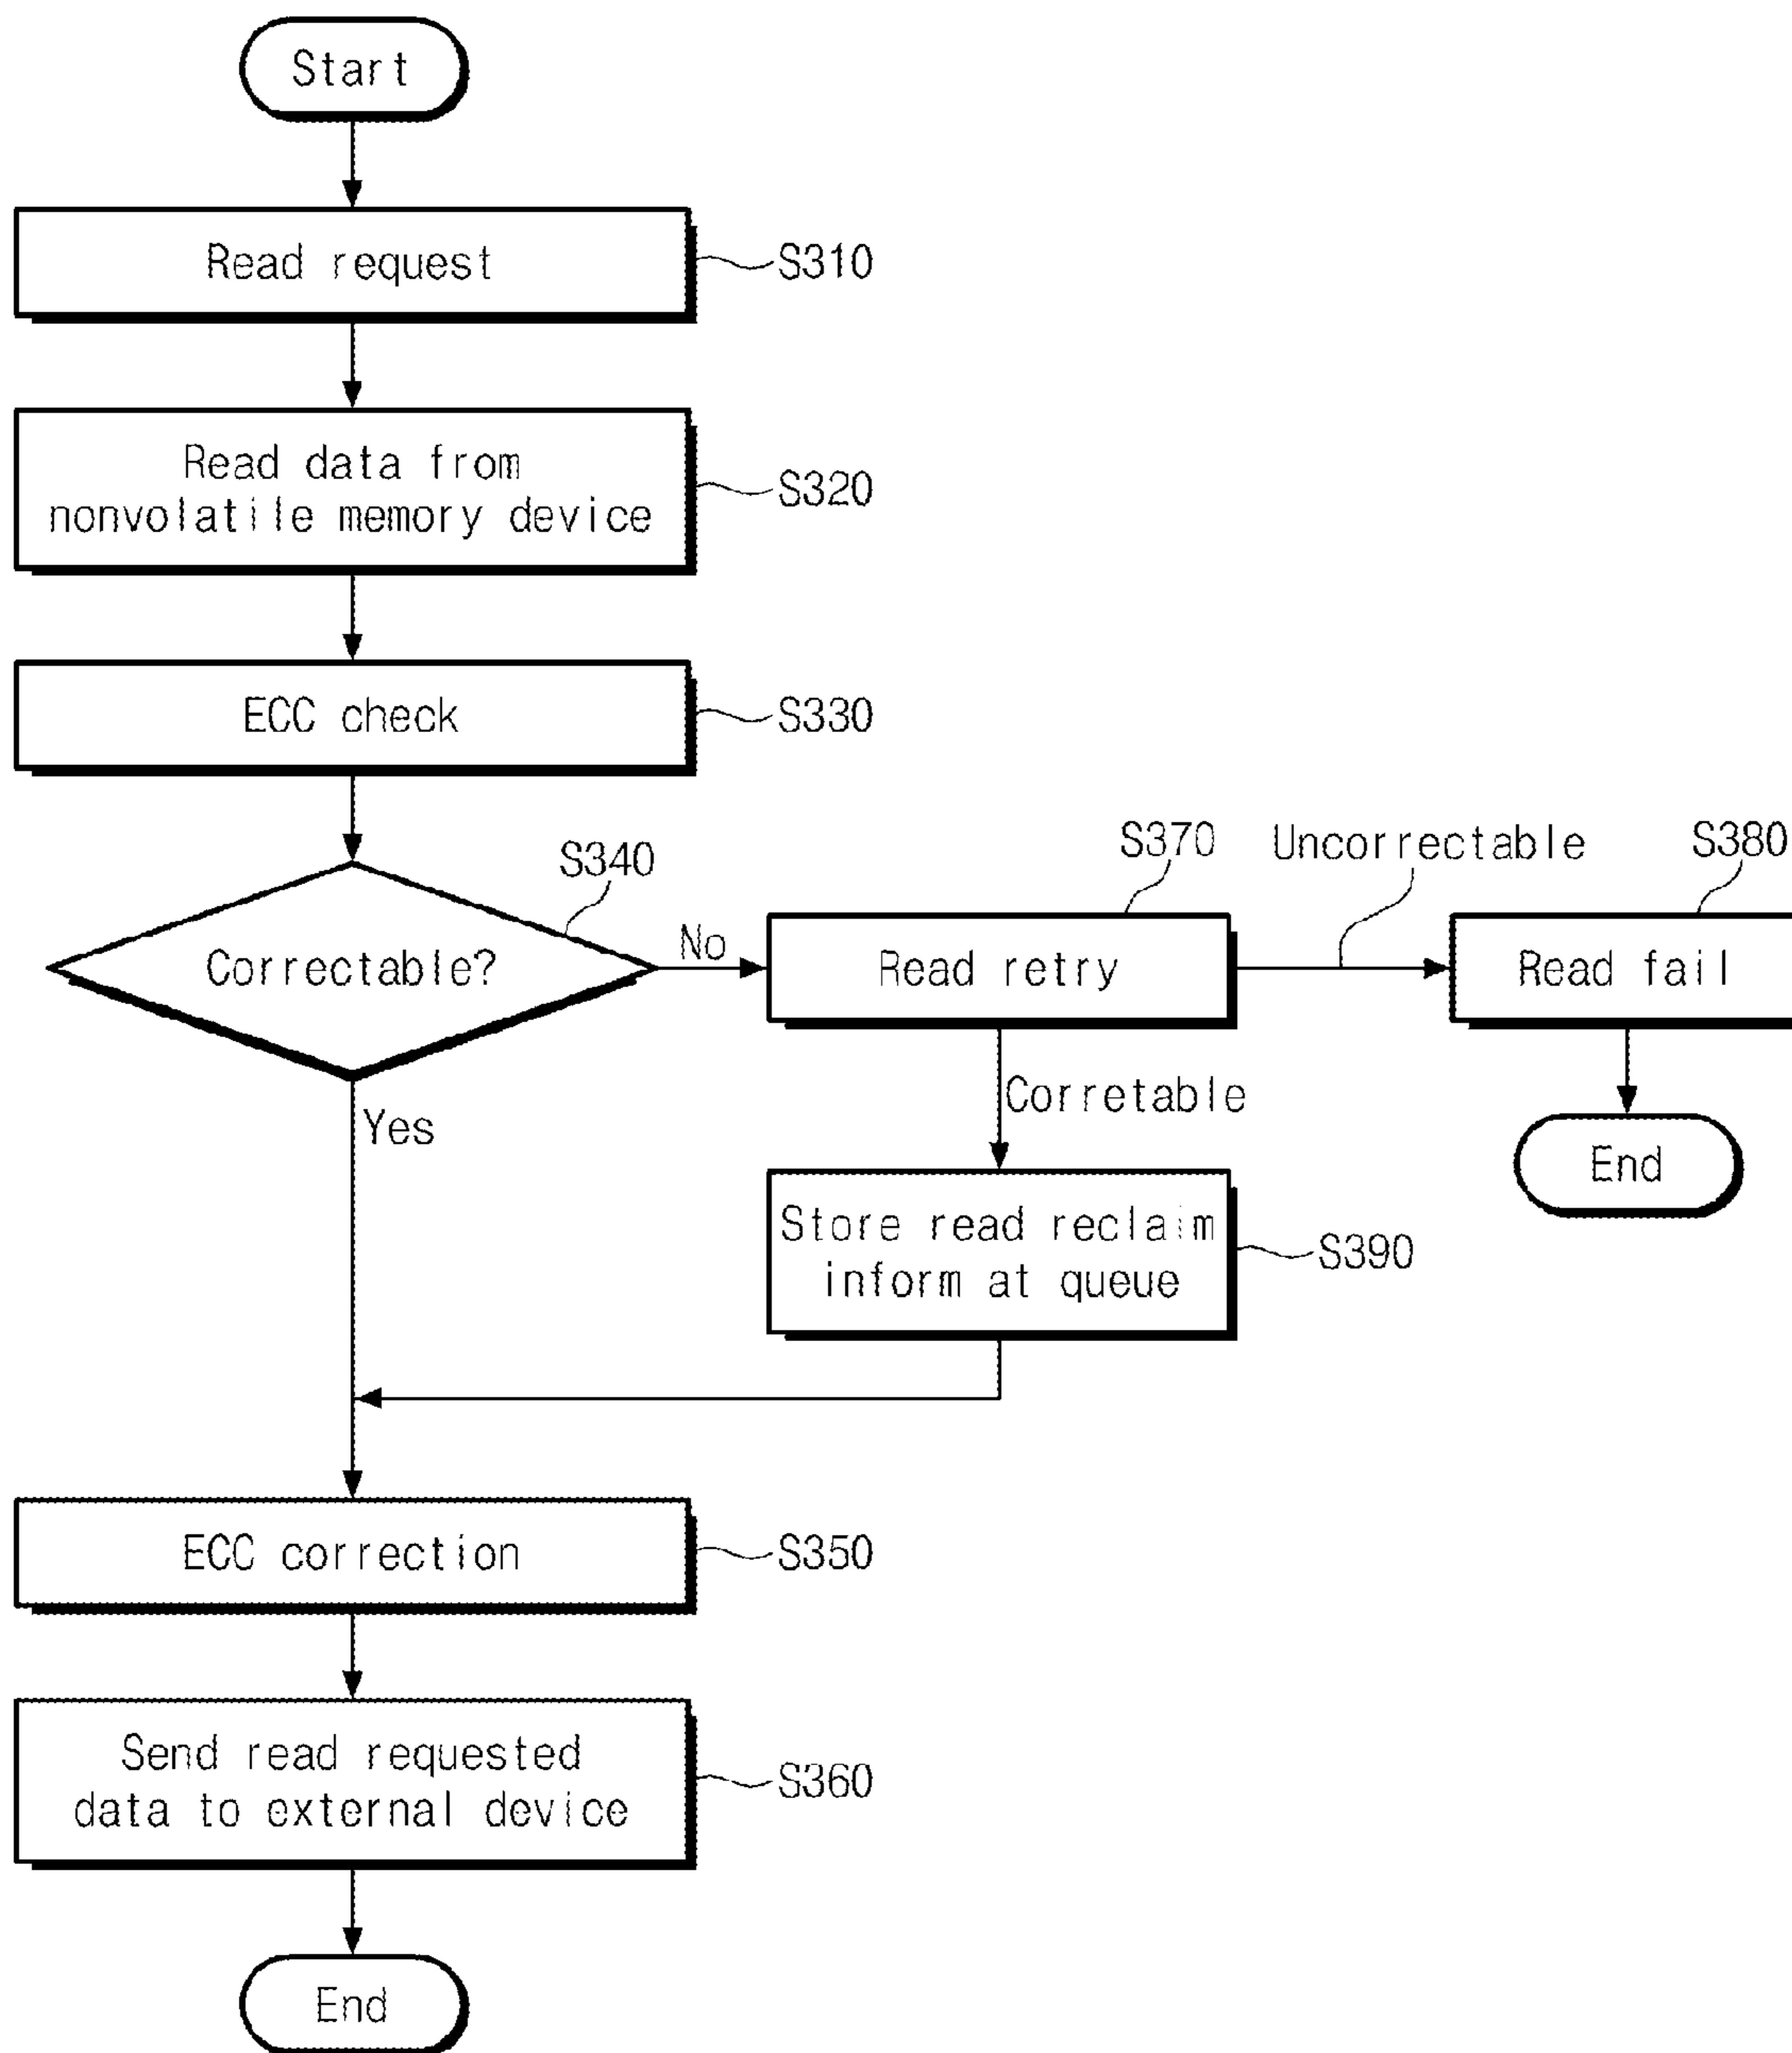 Start
Read request
S310
Read data from
nonvolatile memory device
S320
ECC check
S330
S340
Correctable?
No
Yes
S370
Read retry
Uncorrectable
S380
Read fail
End
Corretable
Store read reclaim
inform at queue
S390
ECC correction
S350
Send read requested
data to external device
S360
End